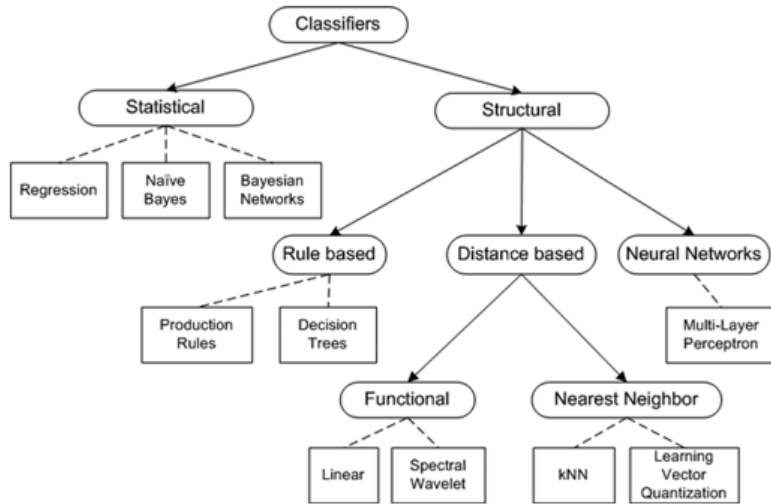 Classifiers
Statistical
Structural
Regression
Naïve
Bayes
Bayesian
Networks
Rule based
Distance based
Neural Networks
Production
Rules
Decision
Trees
Multi-Layer
Perceptron
Functional
Nearest Neighbor
Linear
Spectral
Wavelet
kNN
Learning
Vector
Quantization